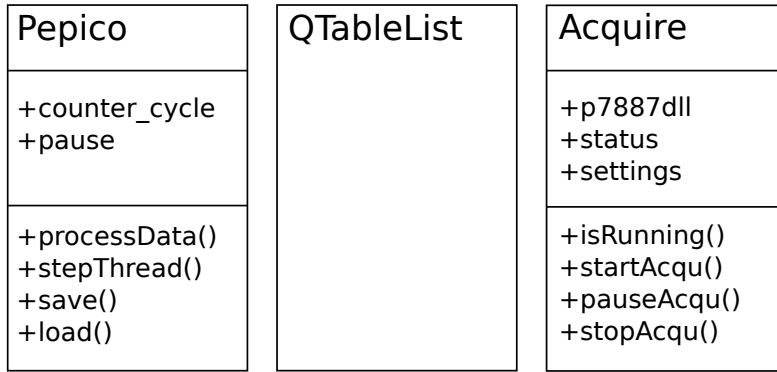 Pepico
+counter_cycle
+pause
+processData()
+stepThread()
+save()
+load()
QTableList
Acquire
+p7887dll
+status
+settings
+isRunning()
+startAcqu()
+pauseAcqu()
+stopAcqu()